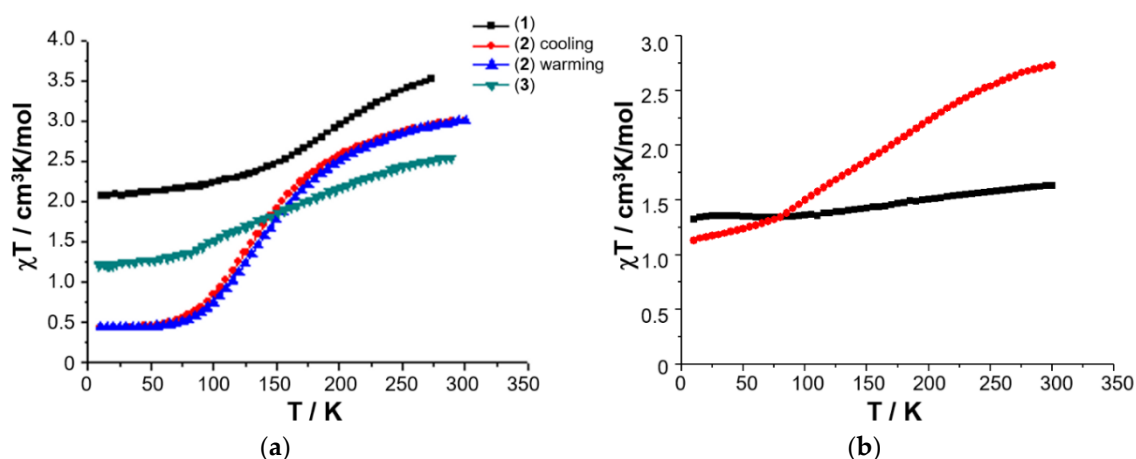 (1)
(2) cooling
(2) warming
(3)
4.0
3.5
3.0
2.5
2.0
1.5
1.0
0.5
0
χT / cm³K/mol
50 100 150 200 250 300 350
T / K
(a)
3.0
2.5
2.0
1.5
1.0
0.5
0
χT / cm³K/mol
0 50 100 150 200 250 300 350
T / K
(b)